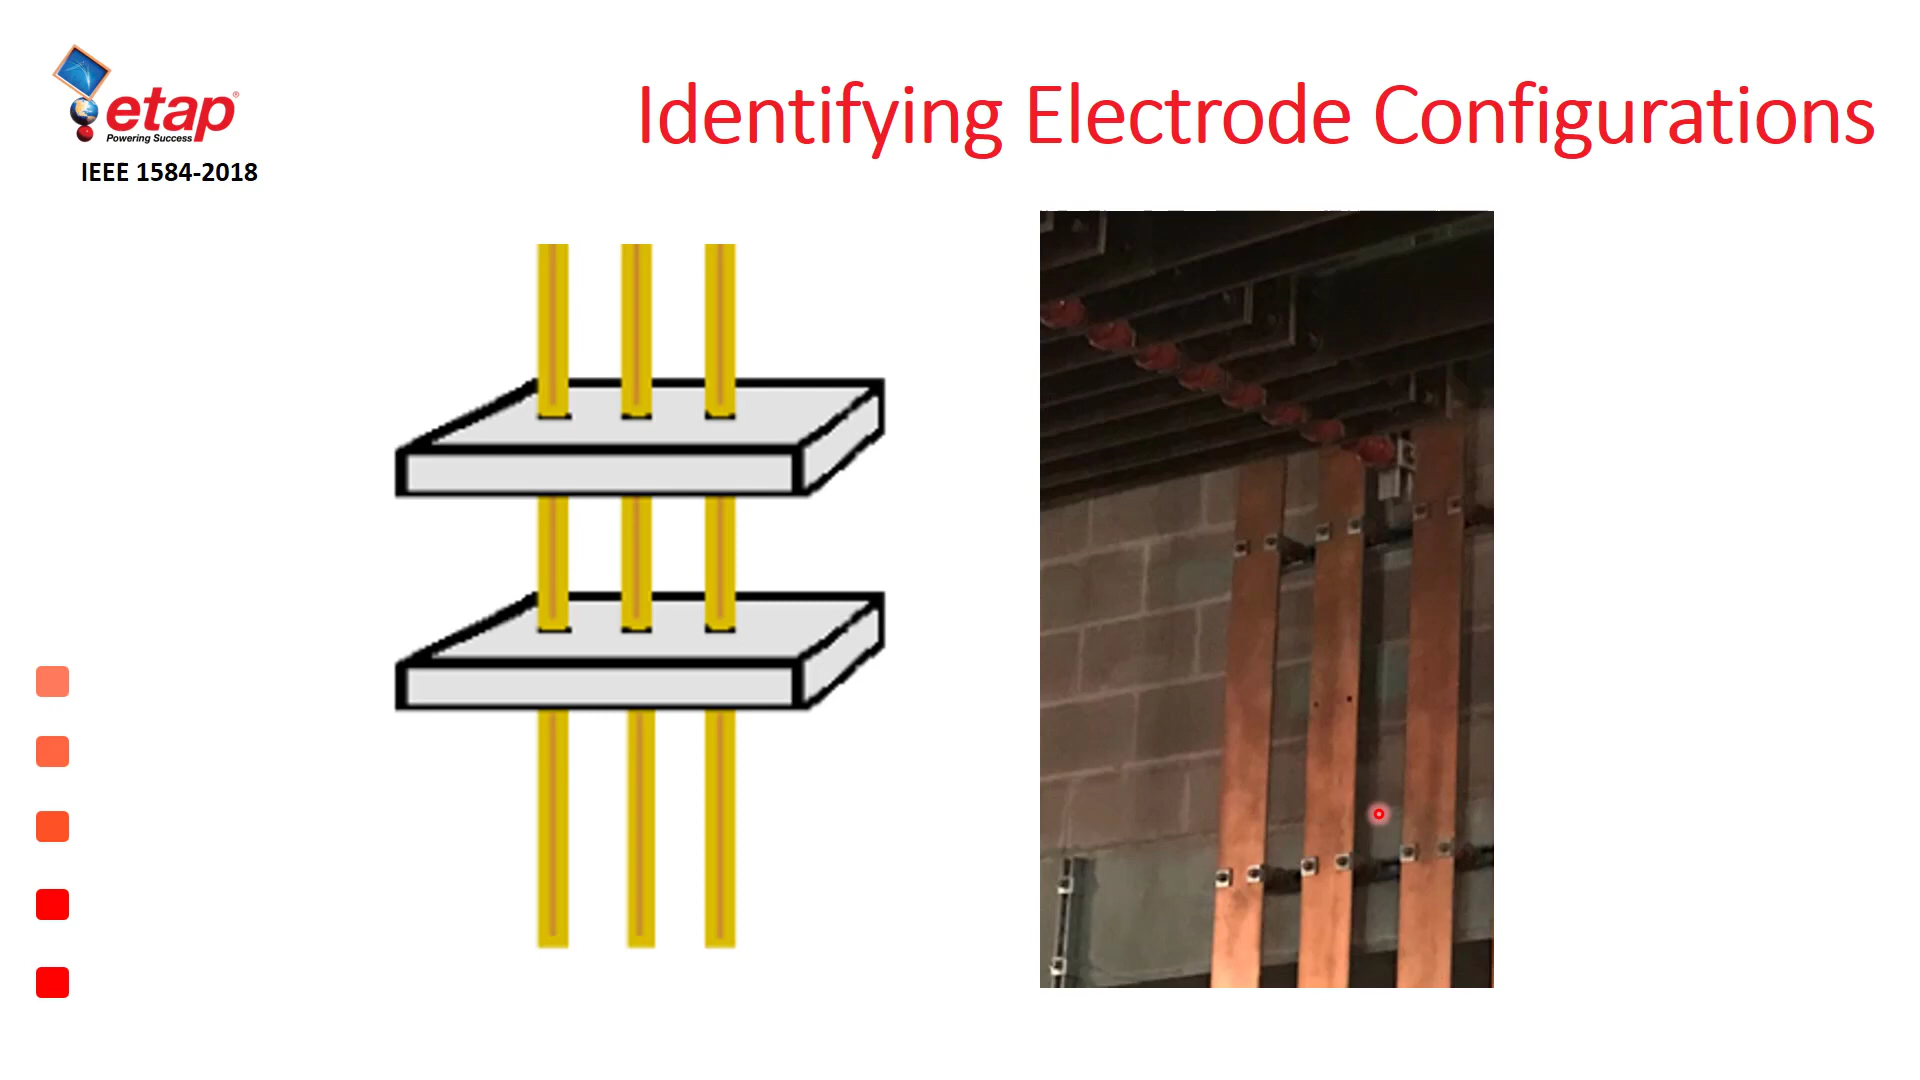 etap®
Powering Success
IEEE 1584-2018
Identifying Electrode Configurations